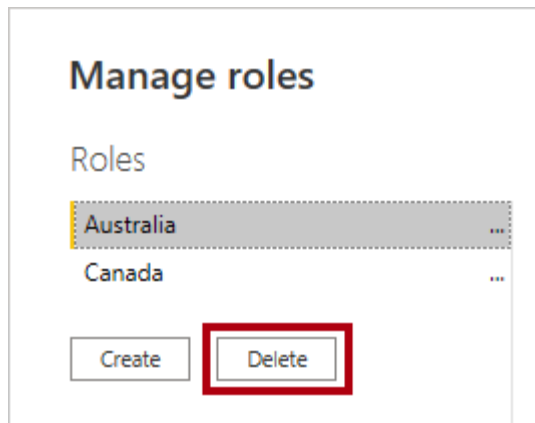 Manage roles
Roles
Australia ...
Canada ...
Create Delete